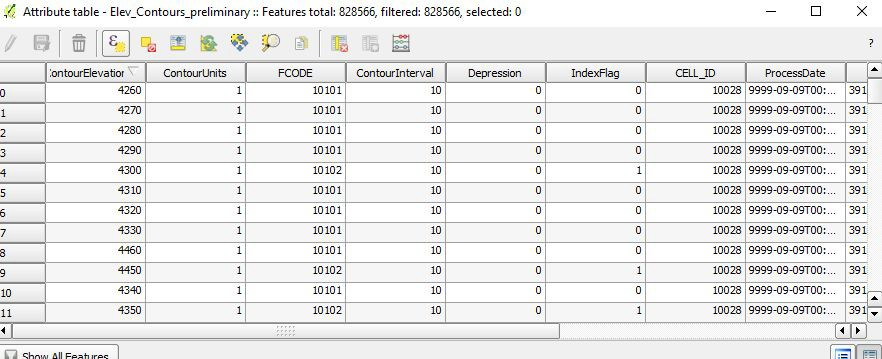 Attribute table - Elev_Contours_preliminary :: Features total: 828566, filtered: 828566, selected: 0
?
ContourElevation ContourUnits FCODE ContourInterval Depression IndexFlag CELL_ID ProcessDate
0 4260 1 10101 10 0 0 10028 9999-09-09T00:... 391
1 4270 1 10101 10 0 0 10028 9999-09-09T00:... 391
2 4280 1 10101 10 0 0 10028 9999-09-09T00:... 391
3 4290 1 10101 10 0 0 10028 9999-09-09T00:... 391
4 4300 1 10102 10 0 1 10028 9999-09-09T00:... 391
5 4310 1 10101 10 0 0 10028 9999-09-09T00:... 391
6 4320 1 10101 10 0 0 10028 9999-09-09T00:... 391
7 4330 1 10101 10 0 0 10028 9999-09-09T00:... 391
8 4460 1 10101 10 0 0 10028 9999-09-09T00:... 391
9 4450 1 10102 10 0 1 10028 9999-09-09T00:... 391
10 4340 1 10101 10 0 0 10028 9999-09-09T00:... 391
11 4350 1 10102 10 0 1 10028 9999-09-09T00:... 391
Show All Features